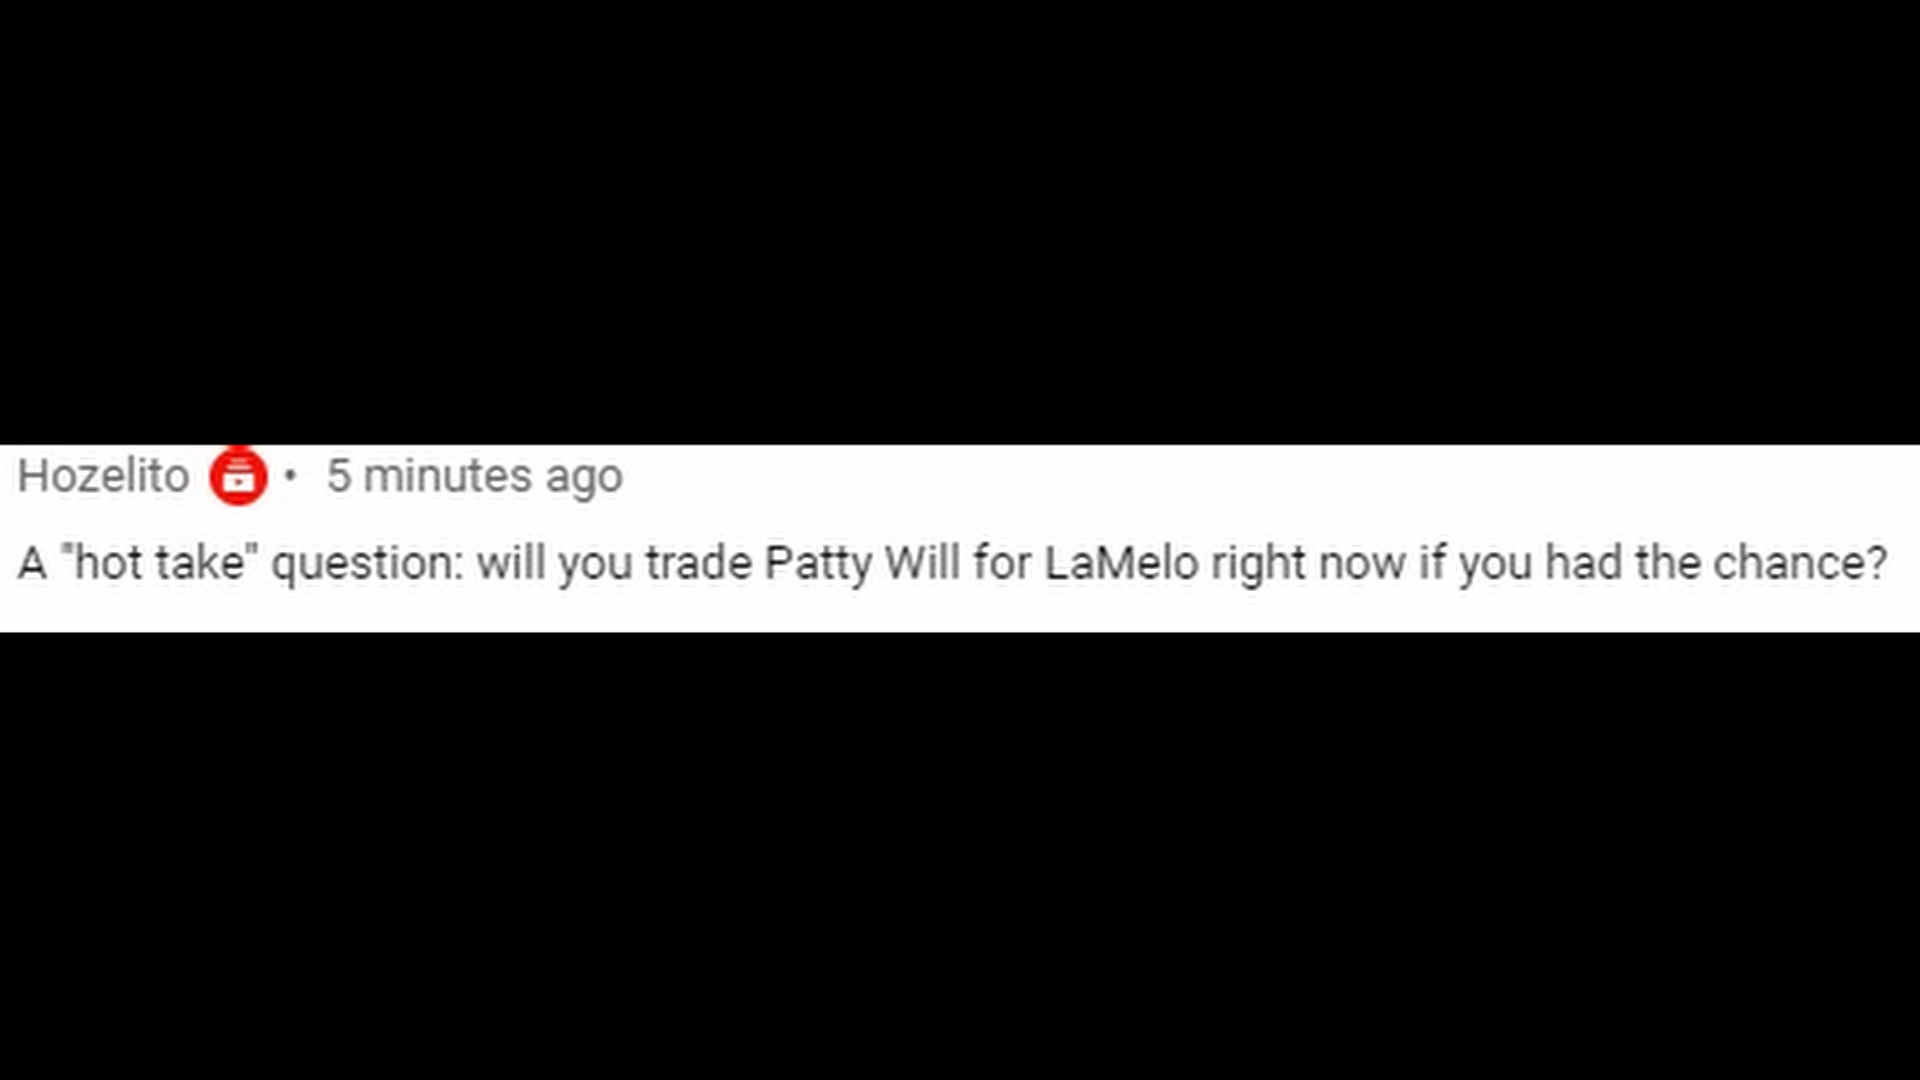 Hozelito • 5 minutes ago
A "hot take" question: will you trade Patty Will for LaMelo right now if you had the chance?